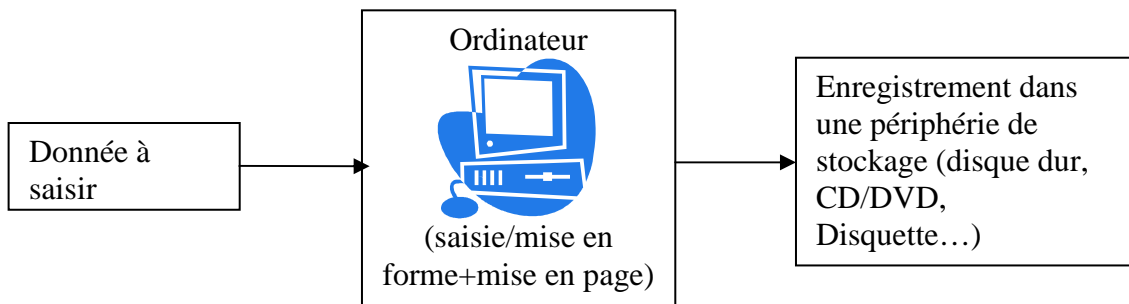 Donnée à
saisir
Ordinateur
(saisie/mise en
forme+mise en page)
Enregistrement dans
une périphérie de
stockage (disque dur,
CD/DVD,
Disquette…)